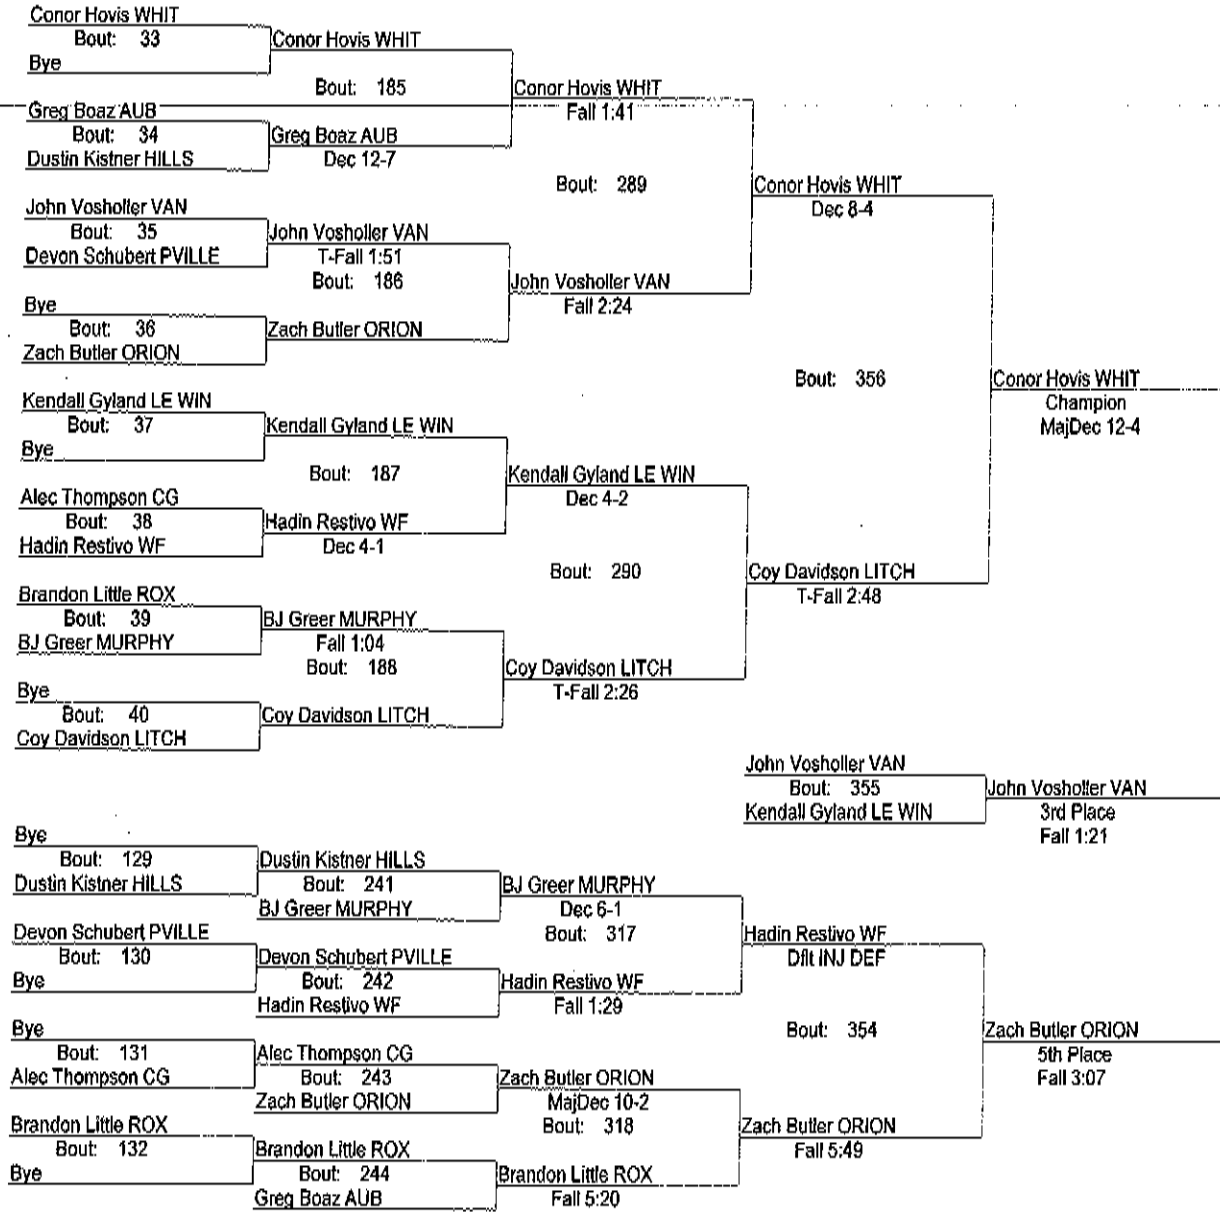 Conor Hovis WHIT
Bout: 33
Bye
Conor Hovis WHIT
Bout: 185
Greg Boaz AUB
Bout: 34
Dustin Kistner HILLS
Greg Boaz AUB
Dec 12-7
Conor Hovis WHIT
Fall 1:41
Bout: 289
John Vosholler VAN
Bout: 35
Devon Schubert PVILLE
John Vosholler VAN
T-Fall 1:51
Bout: 186
Bye
Bout: 36
Zach Butler ORION
Zach Butler ORION
John Vosholler VAN
Fall 2:24
Conor Hovis WHIT
Dec 8-4
Bout: 356
Kendall Gyland LE WIN
Bout: 37
Bye
Kendall Gyland LE WIN
Bout: 187
Alec Thompson CG
Bout: 38
Hadin Restivo WF
Hadin Restivo WF
Dec 4-1
Kendall Gyland LE WIN
Dec 4-2
Bout: 290
Brandon Little ROX
Bout: 39
BJ Greer MURPHY
BJ Greer MURPHY
Fall 1:04
Bout: 188
Bye
Bout: 40
Coy Davidson LITCH
Coy Davidson LITCH
Coy Davidson LITCH
T-Fall 2:26
Coy Davidson LITCH
T-Fall 2:48
Conor Hovis WHIT
Champion
MajDec 12-4
John Vosholler VAN
Bout: 355
Kendall Gyland LE WIN
John Vosholler VAN
3rd Place
Fall 1:21
Bye
Bout: 129
Dustin Kistner HILLS
Dustin Kistner HILLS
Bout: 241
BJ Greer MURPHY
BJ Greer MURPHY
Dec 6-1
Bout: 317
Devon Schubert PVILLE
Bout: 130
Bye
Devon Schubert PVILLE
Bout: 242
Hadin Restivo WF
Hadin Restivo WF
Fall 1:29
Hadin Restivo WF
Dflt INJ DEF
Bout: 354
Bye
Bout: 131
Alec Thompson CG
Alec Thompson CG
Bout: 243
Zach Butler ORION
Zach Butler ORION
MajDec 10-2
Bout: 318
Brandon Little ROX
Bout: 132
Bye
Brandon Little ROX
Bout: 244
Greg Boaz AUB
Brandon Little ROX
Fall 5:20
Zach Butler ORION
Fall 5:49
Zach Butler ORION
5th Place
Fall 3:07